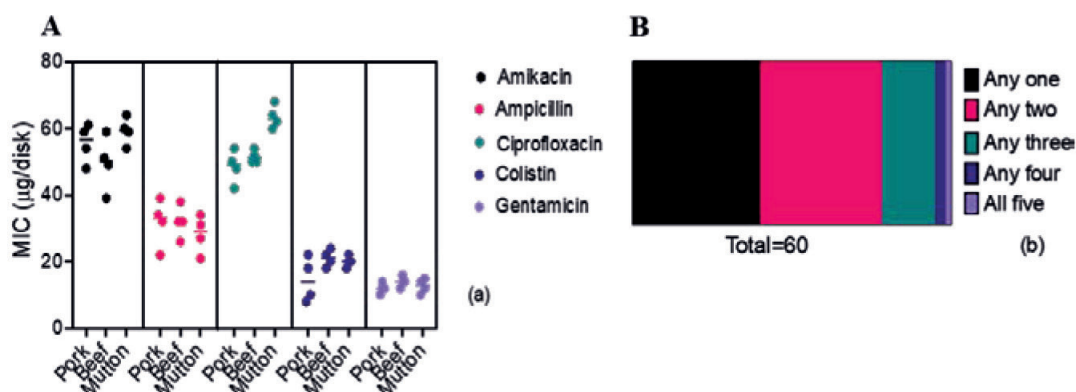 A
MIC (µg/disk)
80
60
40
20
0
Pork
Beef
Mutton
Pork
Beef
Mutton
Pork
Beef
Mutton
Pork
Beef
Mutton
Pork
Beef
Mutton
Amikacin
Ampicillin
Ciprofloxacin
Colistin
Gentamicin
(a)
B
Total=60
Any one
Any two
Any three
Any four
All five
(b)